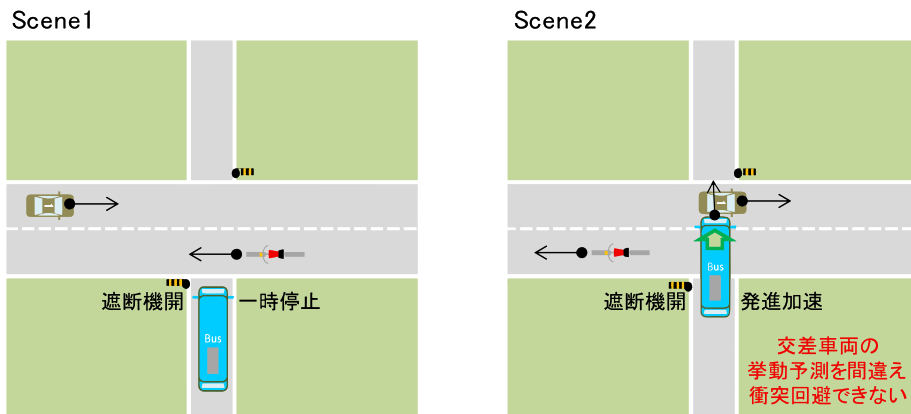 Scene1
Scene2
遮断機開
一時停止
Bus
Bus
遮断機開
発進加速
交差車両の
挙動予測を間違え
衝突回避できない